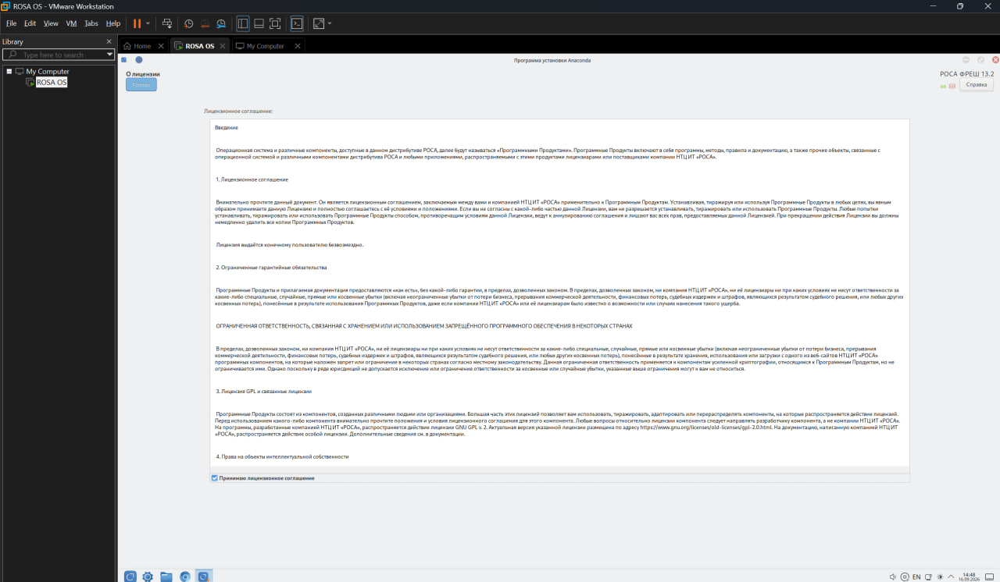 ROSA OS - VMware Workstation
File Edit View VM Tabs Help
Library
Type here to search
My Computer
ROSA OS
Home
ROSA OS
My Computer
Программа установки Anaconda
О лицензии
Готово
РОСА ФРЕШ 13.2
us
Справка
Лицензионное соглашение:
Введение
Операционная система и различные компоненты, доступные в данном дистрибутиве РОСА, далее будут называться «Программными Продуктами». Программные Продукты включают в себя программы, методы, правила и документацию, а также прочие объекты, связанные с
операционной системой и различными компонентами дистрибутива РОСА и любыми приложениями, распространяемыми с этими продуктами лицензиарами или поставщиками компании НТЦ ИТ «РОСА».
1. Лицензионное соглашение
Внимательно прочтите данный документ. Он является лицензионным соглашением, заключаемым между вами и компанией НТЦ ИТ «РОСА» применительно к Программным Продуктам. Устанавливая, тиражируя или используя Программные Продукты в любых целях, вы явным
образом принимаете данную Лицензию и полностью соглашаетесь с её условиями и положениями. Если вы не согласны с какой-либо частью данной Лицензии, вам не разрешается устанавливать, тиражировать или использовать Программные Продукты. Любые попытки
устанавливать, тиражировать или использовать Программные Продукты способом, противоречащим условиям данной Лицензии, ведут к аннулированию соглашения и лишают вас всех прав, предоставляемых данной Лицензией. При прекращении действия Лицензии вы должны
немедленно удалить все копии Программных Продуктов.
Лицензия выдаётся конечному пользователю безвозмездно.
2. Ограниченные гарантийные обязательства
Программные Продукты и прилагаемая документация предоставляются «как есть», без какой-либо гарантии, в пределах, дозволенных законом. В пределах, дозволенных законом, ни компания НТЦ ИТ «РОСА», ни её лицензиары ни при каких условиях не несут ответственности за
какие-либо специальные, случайные, прямые или косвенные убытки (включая неограниченные убытки от потери бизнеса, прерывания коммерческой деятельности, финансовых потерь, судебных издержек и штрафов, являющихся результатом судебного решения, или любых других
косвенных потерь), понесённые в результате использования Программных Продуктов, даже если компании НТЦ ИТ «РОСА» или её лицензиарам было известно о возможности или случаях нанесения такого ущерба.
ОГРАНИЧЕННАЯ ОТВЕТСТВЕННОСТЬ, СВЯЗАННАЯ С ХРАНЕНИЕМ ИЛИ ИСПОЛЬЗОВАНИЕМ ЗАПРЕЩЁННОГО ПРОГРАММНОГО ОБЕСПЕЧЕНИЯ В НЕКОТОРЫХ СТРАНАХ
В пределах, дозволенных законом, ни компания НТЦ ИТ «РОСА», ни её лицензиары ни при каких условиях не несут ответственности за какие-либо специальные, случайные, прямые или косвенные убытки (включая неограниченные убытки от потери бизнеса, прерывания
коммерческой деятельности, финансовых потерь, судебных издержек и штрафов, являющихся результатом судебного решения, или любых других косвенных потерь), понесённые в результате хранения, использования или загрузки с одного из веб-сайтов НТЦ ИТ «РОСА»
программных компонентов, на которые наложен запрет или ограничение в некоторых странах согласно местному законодательству. Данная ограниченная ответственность применяется к компонентам усиленной криптографии, относящимся к Программным Продуктам, но не
ограничивается ими. Однако поскольку в ряде юрисдикций не допускается исключение или ограничение ответственности за косвенные или случайные убытки, указанные выше ограничения могут к вам не относиться.
3. Лицензия GPL и связанные лицензии
Программные Продукты состоят из компонентов, созданных различными людьми или организациями. Большая часть этих лицензий позволяет вам использовать, тиражировать, адаптировать или перераспределять компоненты, на которые распространяется действие лицензий.
Перед использованием какого-либо компонента внимательно прочтите положения и условия лицензионного соглашения для этого компонента. Любые вопросы относительно лицензии компонента следует направлять разработчику компонента, а не компании НТЦ ИТ «РОСА».
На программы, разработанные компанией НТЦ ИТ «РОСА», распространяется действие лицензии GNU GPL v. 2. Актуальная версия указанной лицензии размещена по адресу https://www.gnu.org/licenses/old-licenses/gpl-2.0.html. На документацию, написанную компанией НТЦ ИТ
«РОСА», распространяется действие особой лицензии. Дополнительные сведения см. в документации.
4. Права на объекты интеллектуальной собственности
Принимаю лицензионное соглашение
EN
14:48
16.09.2026